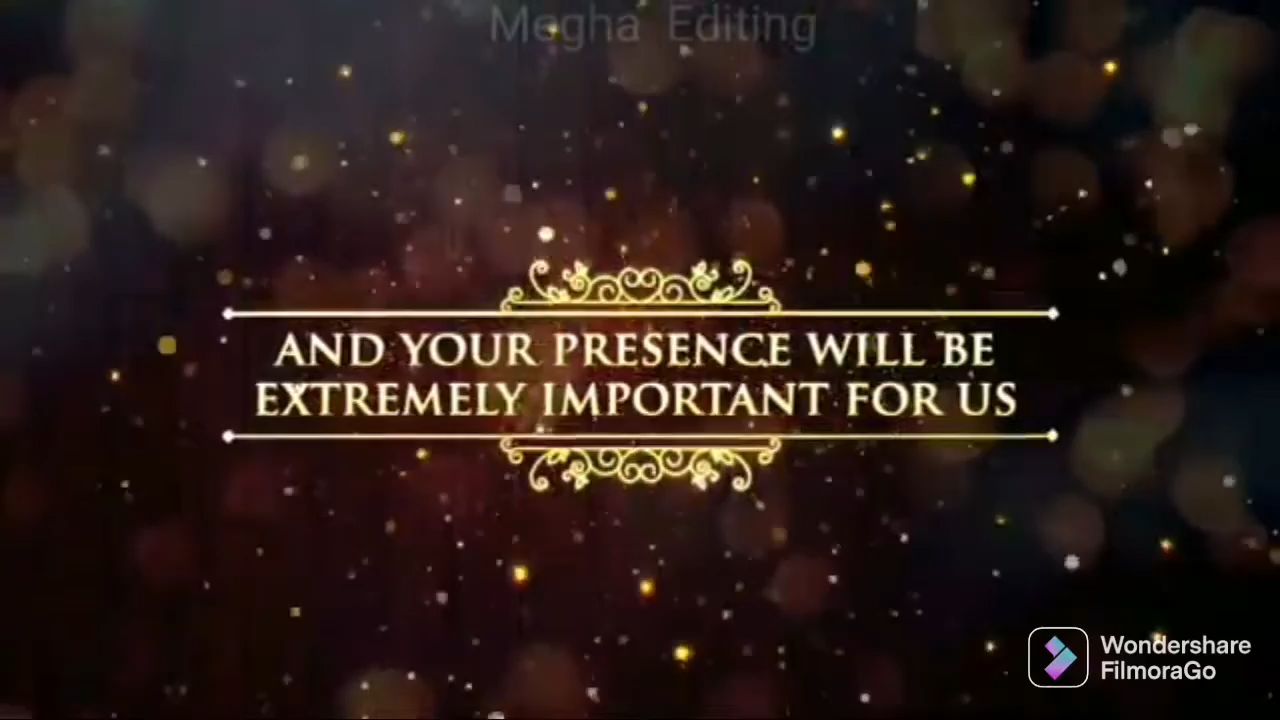 Megha Editing
AND YOUR PRESENCE WILL BE
EXTREMELY IMPORTANT FOR US
Wondershare
FilmoraGo